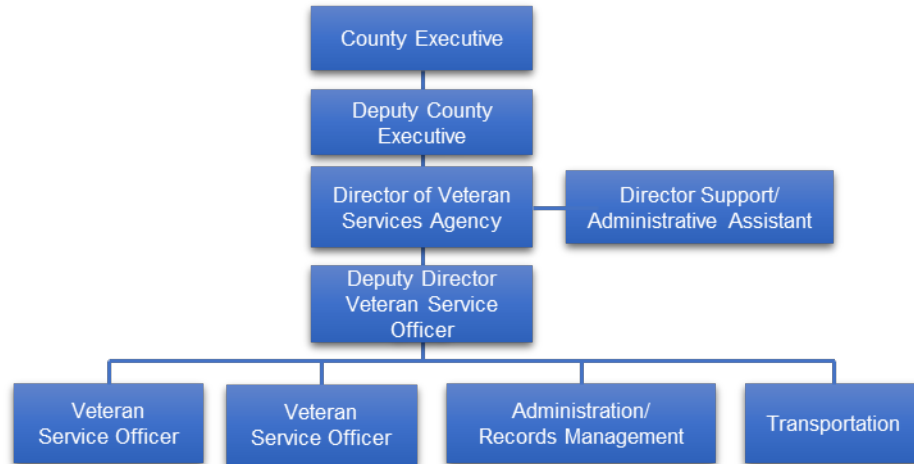 County Executive
Deputy County
Executive
Director of Veteran
Services Agency
Director Support/
Administrative Assistant
Deputy Director
Veteran Service
Officer
Veteran
Service Officer
Veteran
Service Officer
Administration/
Records Management
Transportation